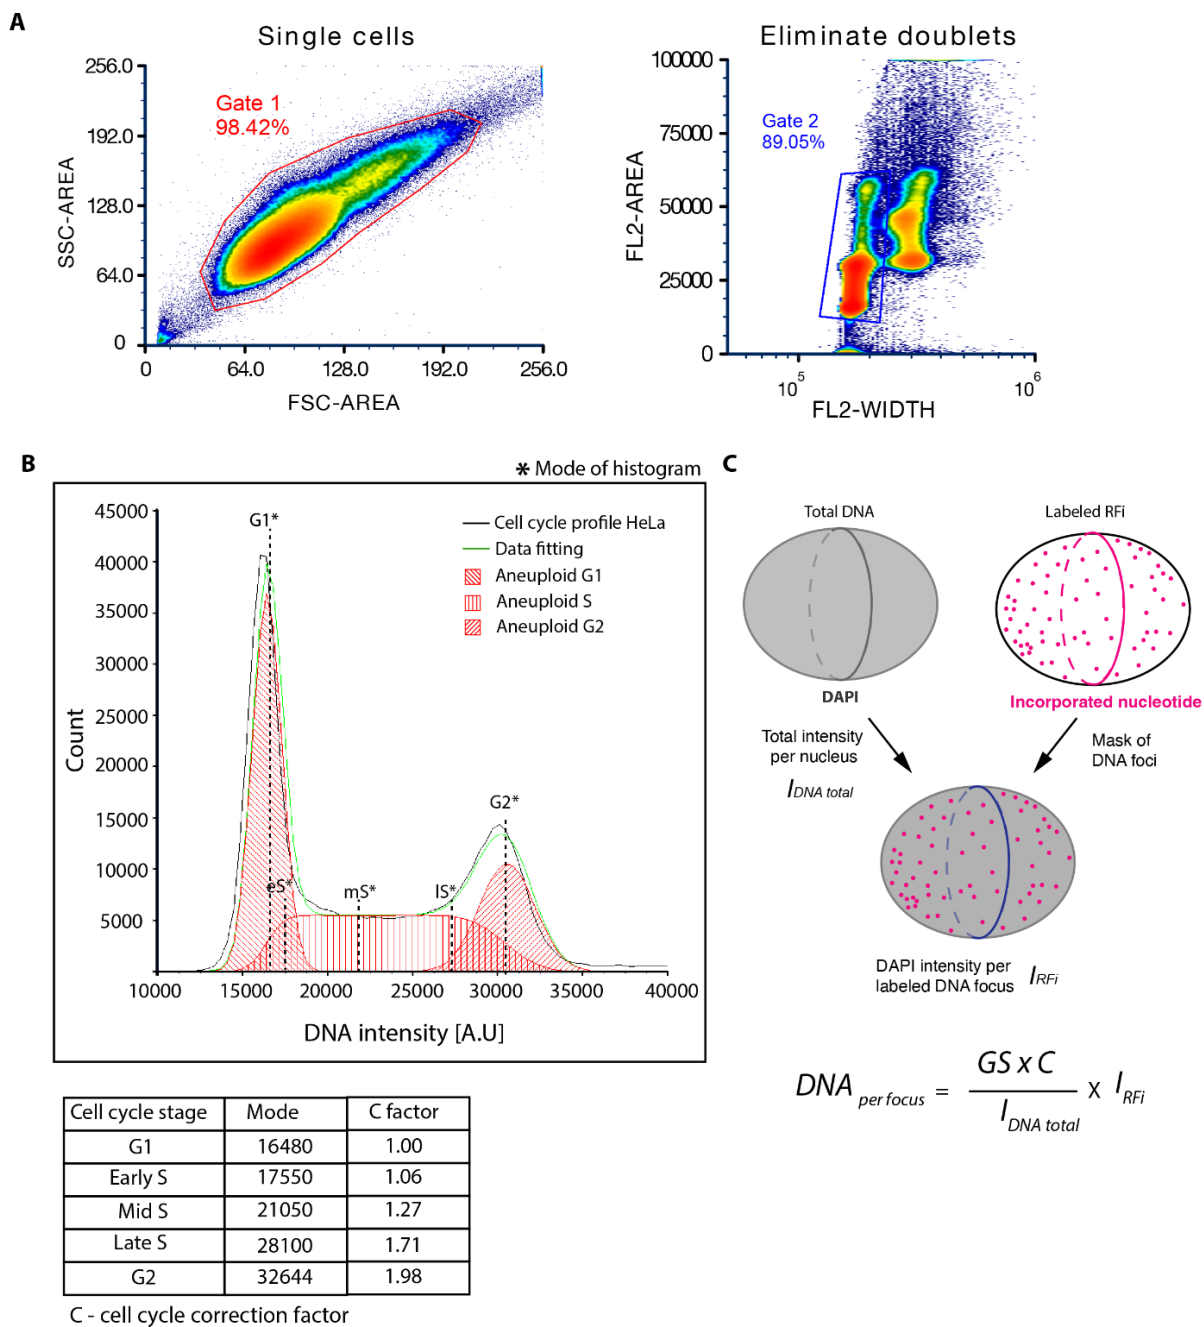 A
Single cells
256.0
192.0
128.0
64.0
0
SSC-AREA
Gate 1
98.42%
0
64.0
128.0
192.0
256.0
FSC-AREA
Eliminate doublets
100000
75000
50000
25000
0
FL2-AREA
Gate 2
89.05%
10^5
10^6
FL2-WIDTH
B
* Mode of histogram
45000
40000
35000
30000
25000
20000
15000
10000
5000
Count
G1*
eS*
mS*
lS*
G2*
Cell cycle profile HeLa
Data fitting
Aneuploid G1
Aneuploid S
Aneuploid G2
10000
15000
20000
25000
30000
35000
40000
DNA intensity [A.U]
Cell cycle stage Mode C factor
G1 16480 1.00
Early S 17550 1.06
Mid S 21050 1.27
Late S 28100 1.71
G2 32644 1.98
C - cell cycle correction factor
C
Total DNA
Labeled RFi
DAPI
Incorporated nucleotide
Total intensity
per nucleus
I DNA total
Mask of
DNA foci
DAPI intensity per
labeled DNA focus
I RFi
DNA per focus = GS x C / I DNA total X I RFi